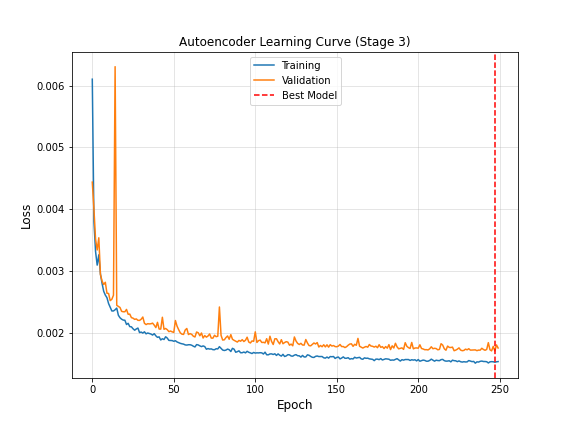 Autoencoder Learning Curve (Stage 3)
Training
Validation
Best Model
Loss
0.006
0.005
0.004
0.003
0.002
0
50
100
150
200
250
Epoch